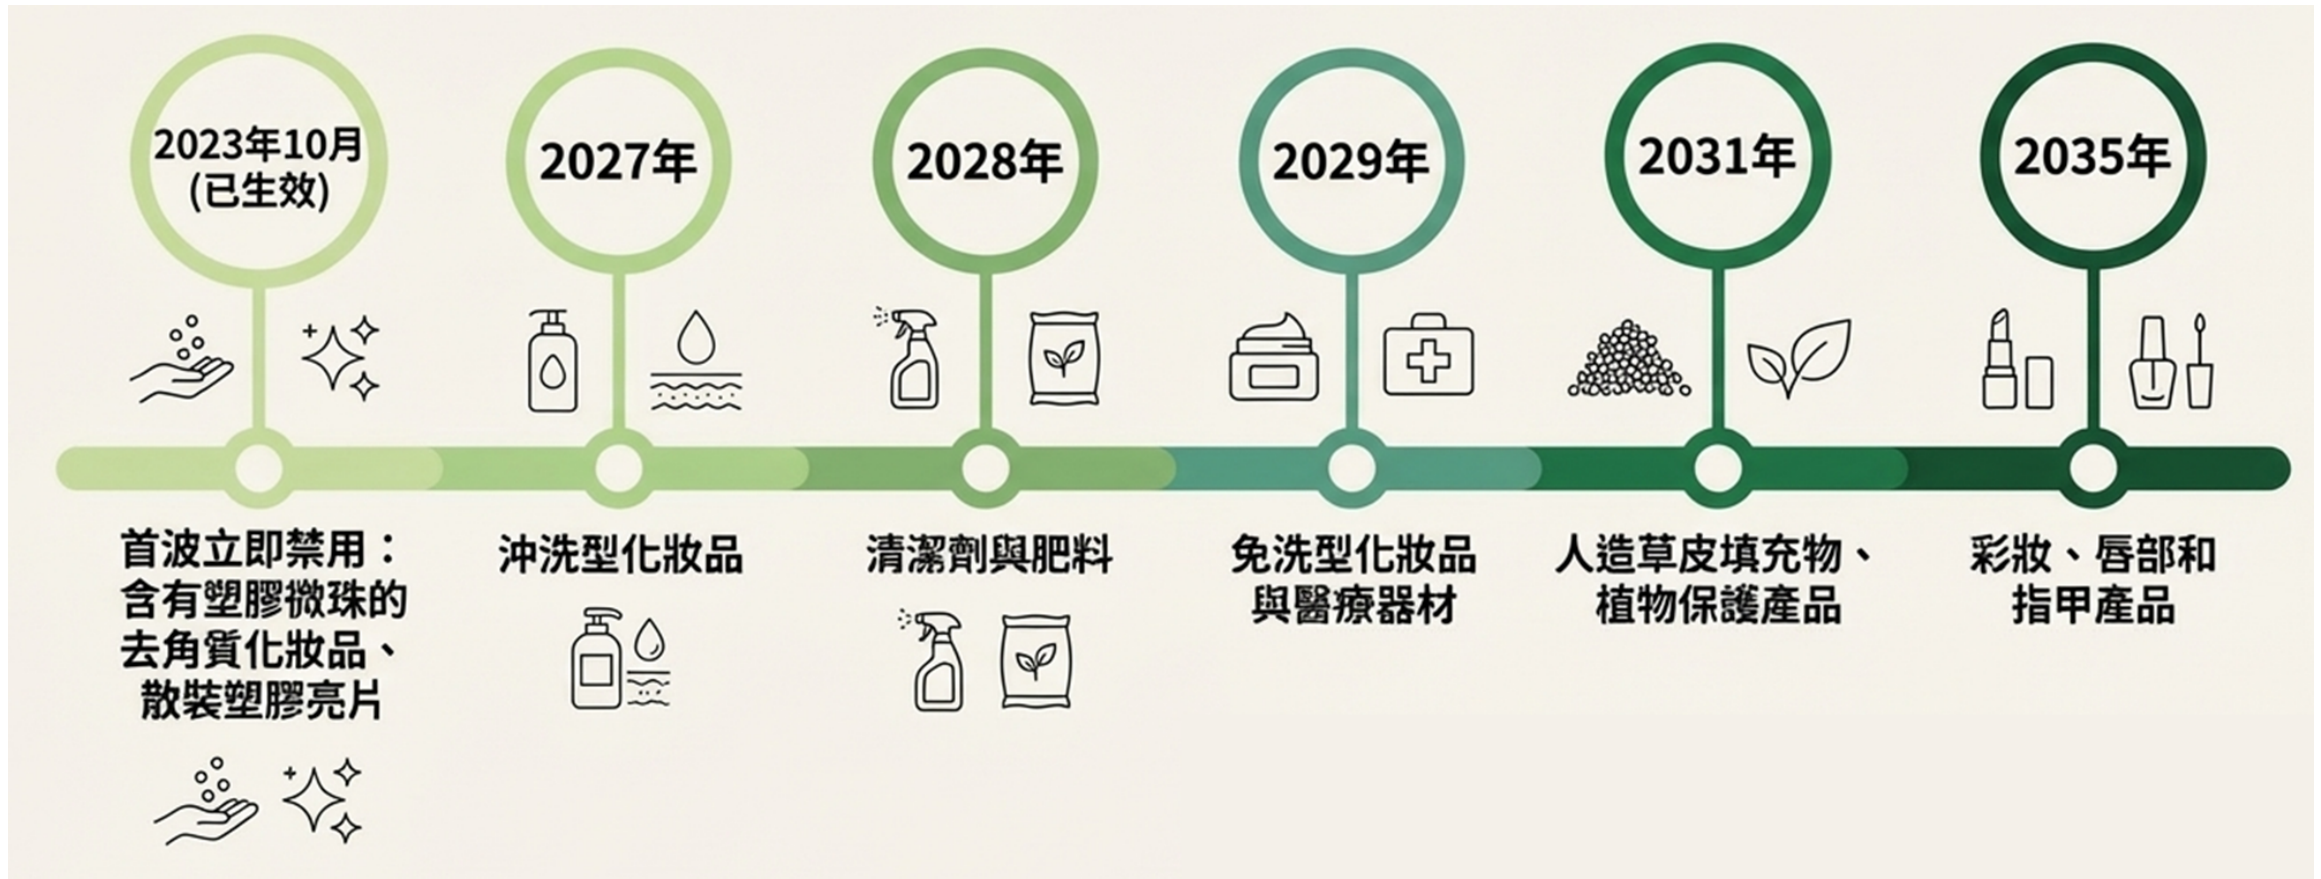 2023年10月
(已生效)
2027年
2028年
2029年
2031年
2035年
首波立即禁用：
含有塑膠微珠的
去角質化妝品、
散裝塑膠亮片
沖洗型化妝品
清潔劑與肥料
免洗型化妝品
與醫療器材
人造草皮填充物、
植物保護產品
彩妝、唇部和
指甲產品